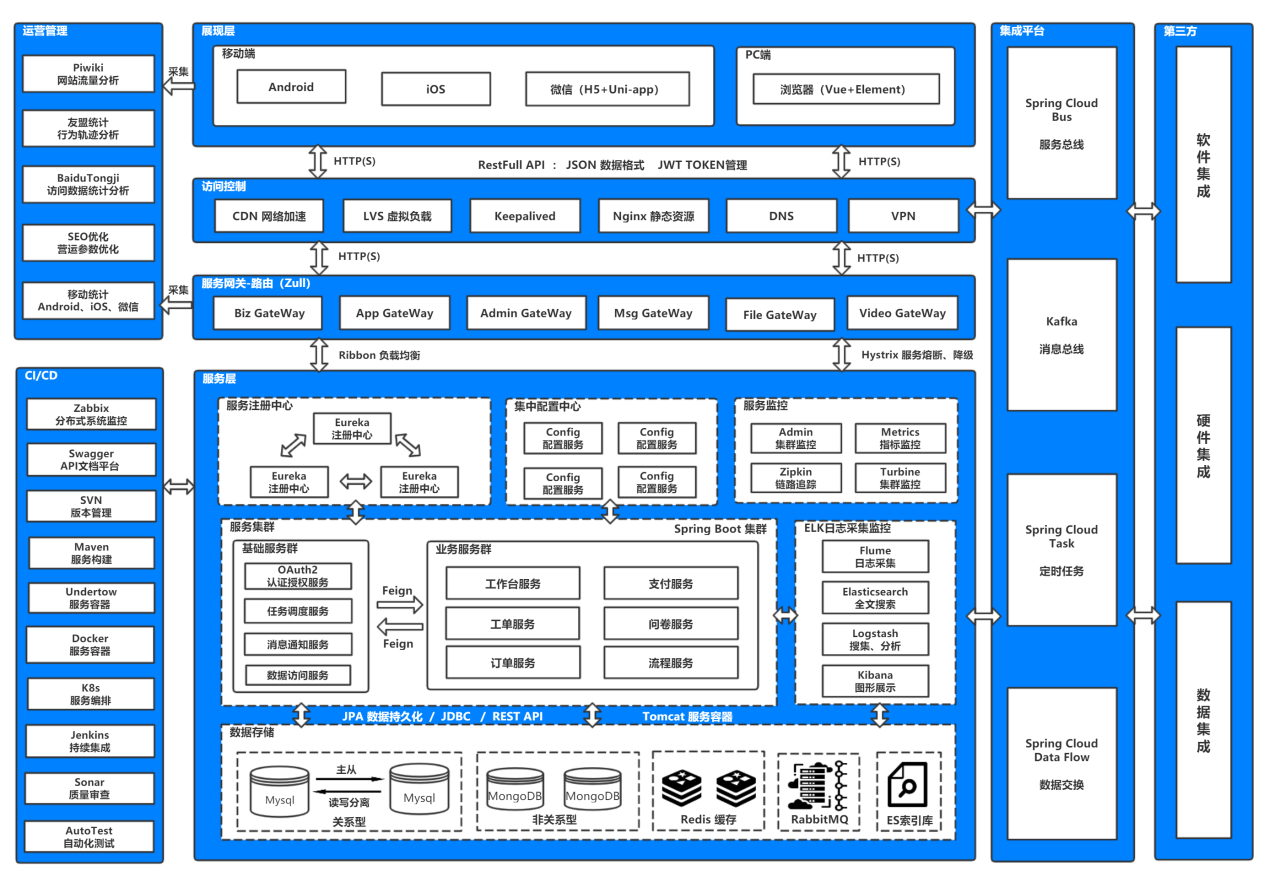 运营管理
Piwiki
网站流量分析
友盟统计
行为轨迹分析
BaiduTongji
访问数据统计分析
SEO优化
营运参数优化
移动统计
Android、iOS、微信
采集
采集
展现层
移动端
Android
iOS
微信（H5+Uni-app）
PC端
浏览器（Vue+Element）
HTTP(S)
RestFull API ： JSON 数据格式 JWT TOKEN管理
HTTP(S)
访问控制
CDN 网络加速
LVS 虚拟负载
Keepalived
Nginx 静态资源
DNS
VPN
HTTP(S)
HTTP(S)
服务网关-路由（Zull）
Biz GateWay
App GateWay
Admin GateWay
Msg GateWay
File GateWay
Video GateWay
Ribbon 负载均衡
Hystrix 服务熔断、降级
CI/CD
Zabbix
分布式系统监控
Swagger
API文档平台
SVN
版本管理
Maven
服务构建
Undertow
服务容器
Docker
服务容器
K8s
服务编排
Jenkins
持续集成
Sonar
质量审查
AutoTest
自动化测试
服务层
服务注册中心
Eureka
注册中心
Eureka
注册中心
Eureka
注册中心
集中配置中心
Config
配置服务
Config
配置服务
Config
配置服务
Config
配置服务
服务监控
Admin
集群监控
Metrics
指标监控
Zipkin
链路追踪
Turbine
集群监控
服务集群
Spring Boot 集群
基础服务群
OAuth2
认证授权服务
任务调度服务
消息通知服务
数据访问服务
Feign
Feign
业务服务群
工作台服务
支付服务
工单服务
问卷服务
订单服务
流程服务
ELK日志采集监控
Flume
日志采集
Elasticsearch
全文搜索
Logstash
搜集、分析
Kibana
图形展示
JPA 数据持久化 / JDBC / REST API
Tomcat 服务容器
数据存储
Mysql
主从
读写分离
Mysql
关系型
MongoDB
MongoDB
非关系型
Redis 缓存
RabbitMQ
ES索引库
集成平台
Spring Cloud
Bus
服务总线
Kafka
消息总线
Spring Cloud
Task
定时任务
Spring Cloud
Data Flow
数据交换
第三方
软件集成
硬件集成
数据集成